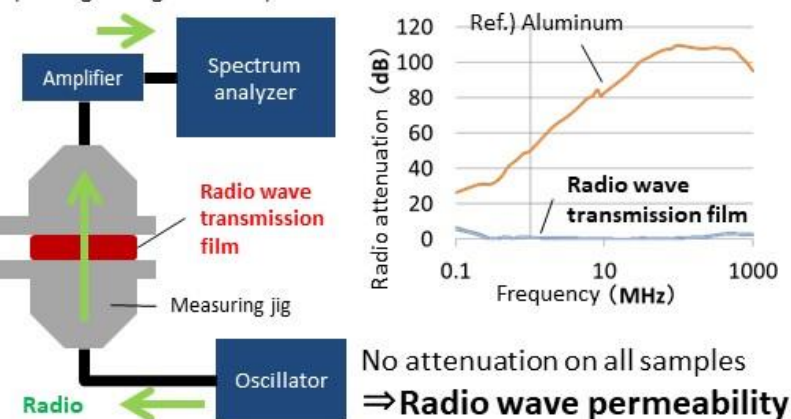 Amplifier
Spectrum
analyzer
Radio wave
transmission
film
Measuring jig
Oscillator
Radio
Ref.) Aluminum
Radio attenuation (dB)
120
100
80
60
40
20
0
Radio wave
transmission film
0.1
10
1000
Frequency (MHz)
No attenuation on all samples
⇒Radio wave permeability